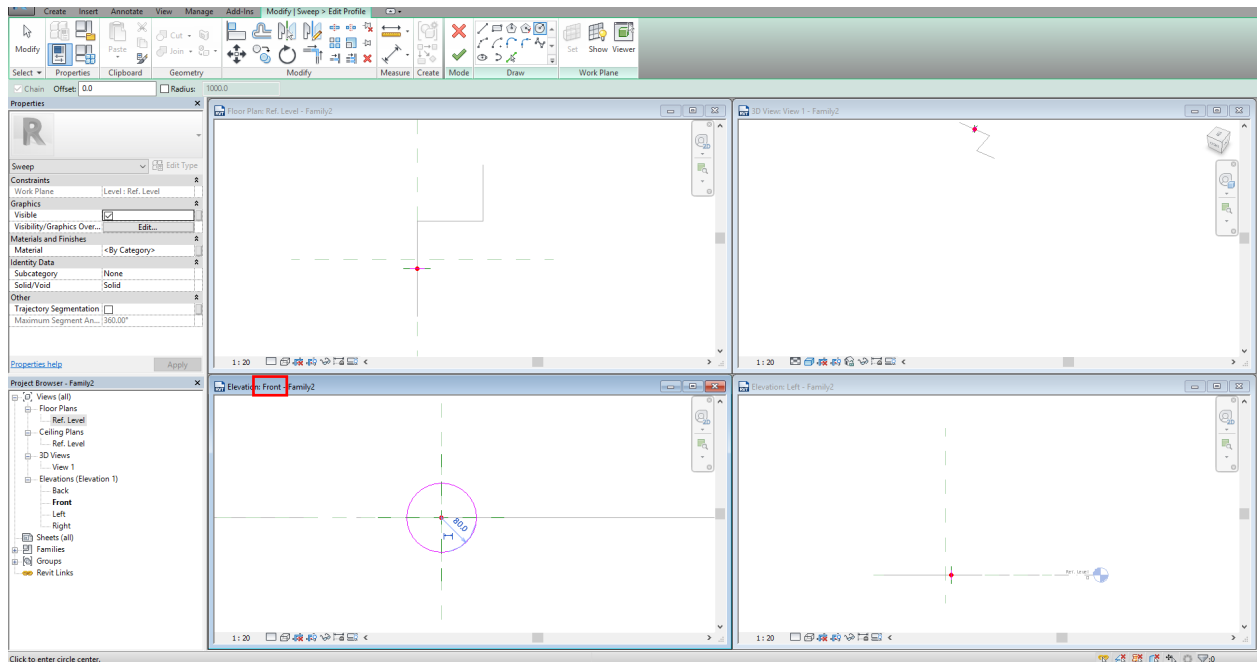 Create Insert Annotate View Manage Add-Ins Modify | Sweep > Edit Profile
Modify Paste Cut Join Set Show Viewer
Select Properties Clipboard Geometry Modify Measure Create Mode Draw Work Plane
Chain Offset: 0.0 Radius: 1000.0
Properties
R
Sweep Edit Type
Constraints
Work Plane Level : Ref. Level
Graphics
Visible
Visibility/Graphics Over... Edit...
Materials and Finishes
Material <By Category>
Identity Data
Subcategory None
Solid/Void Solid
Other
Trajectory Segmentation
Maximum Segment An... 360.00°
Properties help Apply
Project Browser - Family2
Views (all)
Floor Plans
Ref. Level
Ceiling Plans
Ref. Level
3D Views
View 1
Elevations (Elevation 1)
Back
Front
Left
Right
Sheets (all)
Families
Groups
Revit Links
Floor Plan: Ref. Level - Family2
1 : 20
3D View: View 1 - Family2
1 : 20
Elevation: Front - Family2
80.0
1 : 20
Elevation: Left - Family2
Ref. Level
0
1 : 20
Click to enter circle center.
:0